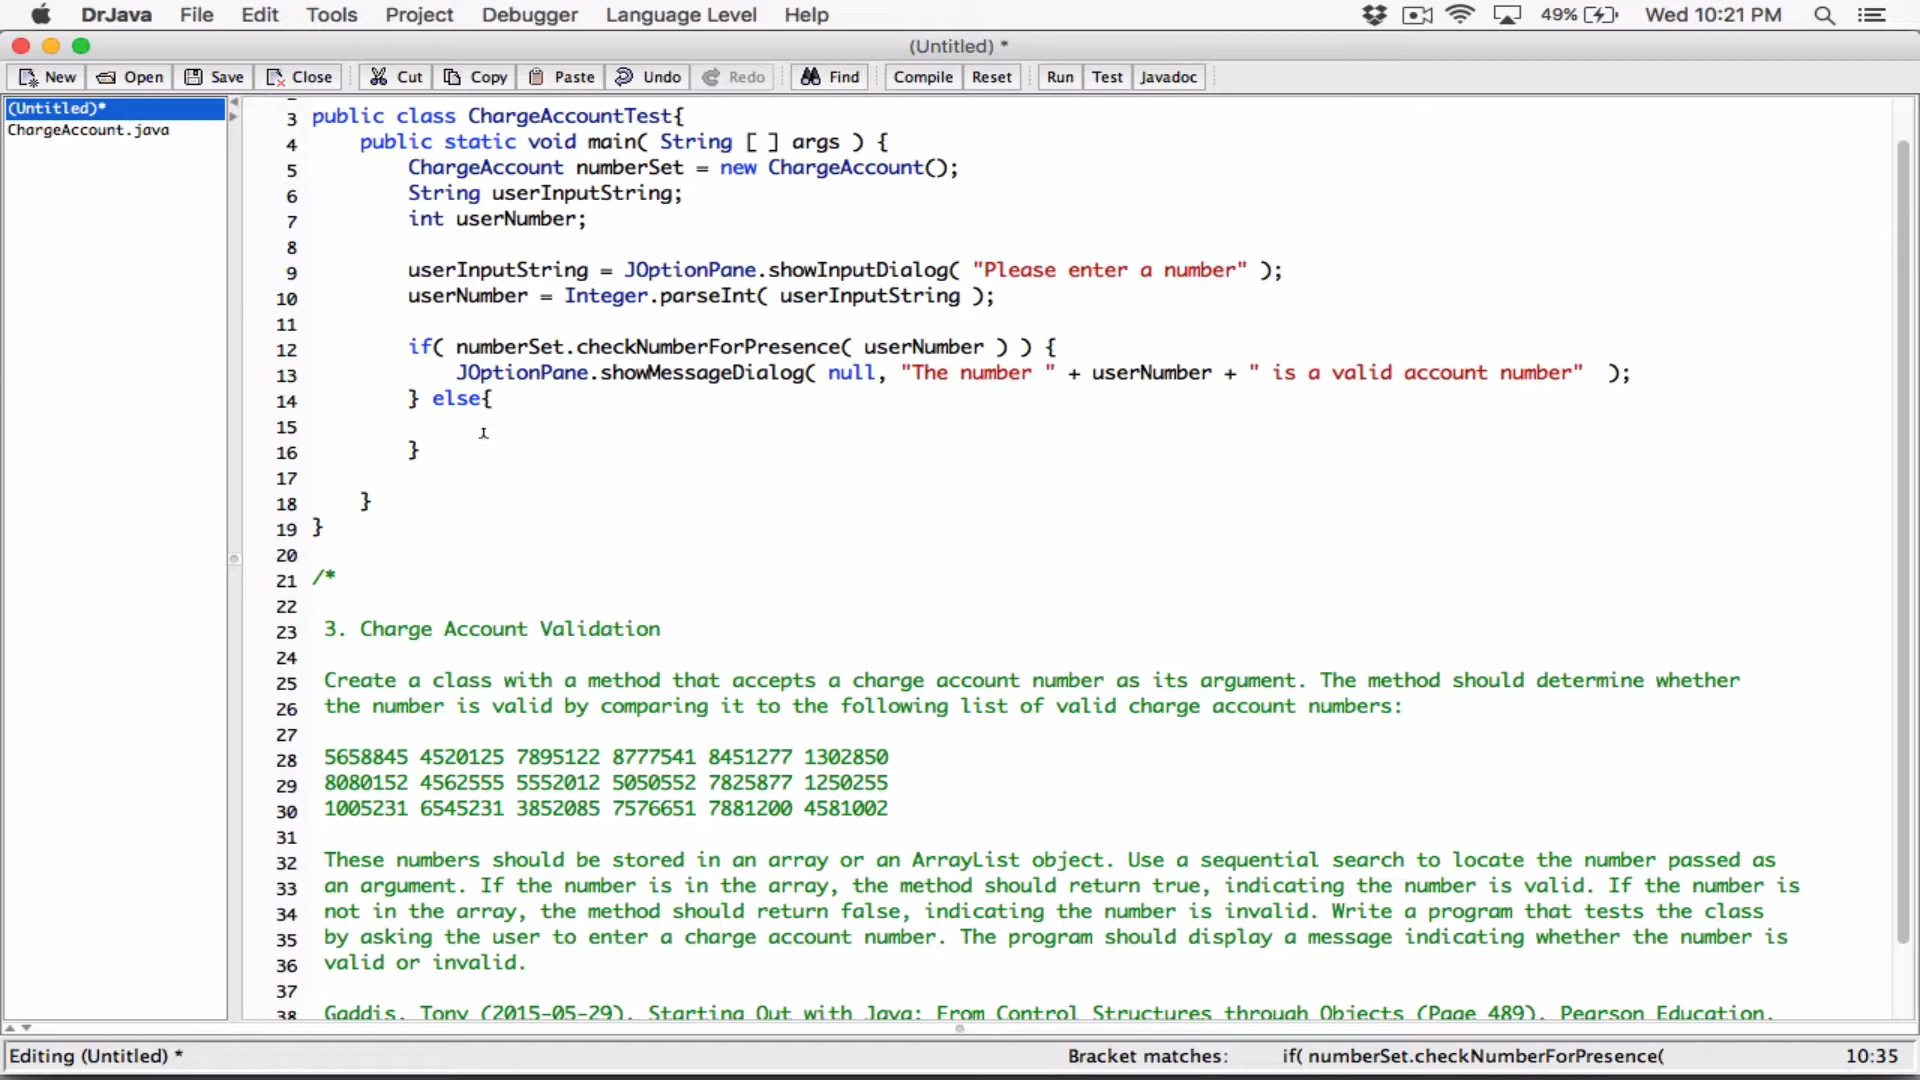 DrJava File Edit Tools Project Debugger Language Level Help 49% Wed 10:21 PM
(Untitled) *
New Open Save Close Cut Copy Paste Undo Redo Find Compile Reset Run Test Javadoc
(Untitled)*
ChargeAccount.java
3 public class ChargeAccountTest{
4 public static void main( String [ ] args ) {
5 ChargeAccount numberSet = new ChargeAccount();
6 String userInputString;
7 int userNumber;
8
9 userInputString = JOptionPane.showInputDialog( "Please enter a number" );
10 userNumber = Integer.parseInt( userInputString );
11
12 if( numberSet.checkNumberForPresence( userNumber ) ) {
13 JOptionPane.showMessageDialog( null, "The number " + userNumber + " is a valid account number"  );
14 } else{
15
16 }
17
18 }
19 }
20
21 /*
22
23 3. Charge Account Validation
24
25 Create a class with a method that accepts a charge account number as its argument. The method should determine whether
26 the number is valid by comparing it to the following list of valid charge account numbers:
27
28 5658845 4520125 7895122 8777541 8451277 1302850
29 8080152 4562555 5552012 5050552 7825877 1250255
30 1005231 6545231 3852085 7576651 7881200 4581002
31
32 These numbers should be stored in an array or an ArrayList object. Use a sequential search to locate the number passed as
33 an argument. If the number is in the array, the method should return true, indicating the number is valid. If the number is
34 not in the array, the method should return false, indicating the number is invalid. Write a program that tests the class
35 by asking the user to enter a charge account number. The program should display a message indicating whether the number is
36 valid or invalid.
37
38 Gaddis, Tony (2015-05-29). Starting Out with Java: From Control Structures through Objects (Page 489). Pearson Education.
Editing (Untitled) * Bracket matches: if( numberSet.checkNumberForPresence( 10:35